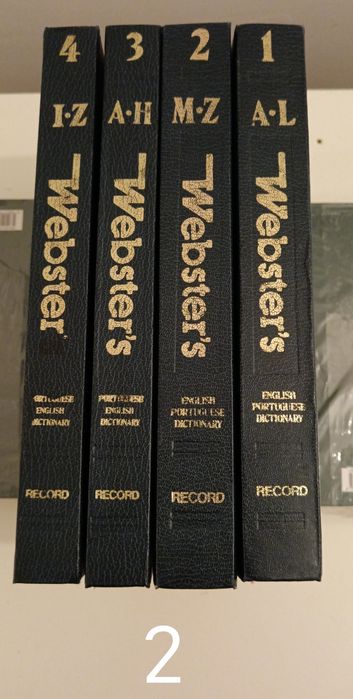 4
I·Z
Webster's
PORTUGUESE
ENGLISH
DICTIONARY
RECORD
3
A·H
Webster's
PORTUGUESE
ENGLISH
DICTIONARY
RECORD
2
M·Z
Webster's
ENGLISH
PORTUGUESE
DICTIONARY
RECORD
1
A·L
Webster's
ENGLISH
PORTUGUESE
DICTIONARY
RECORD
2